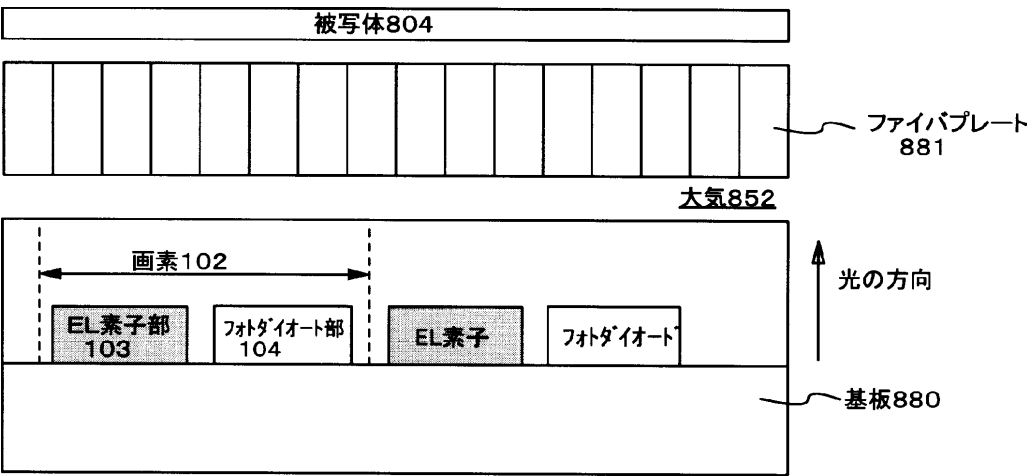 被写体804
ファイバプレート
881
大気852
画素102
光の方向
EL素子部
103
フォトダイオート部
104
EL素子
フォトダイオード
基板880